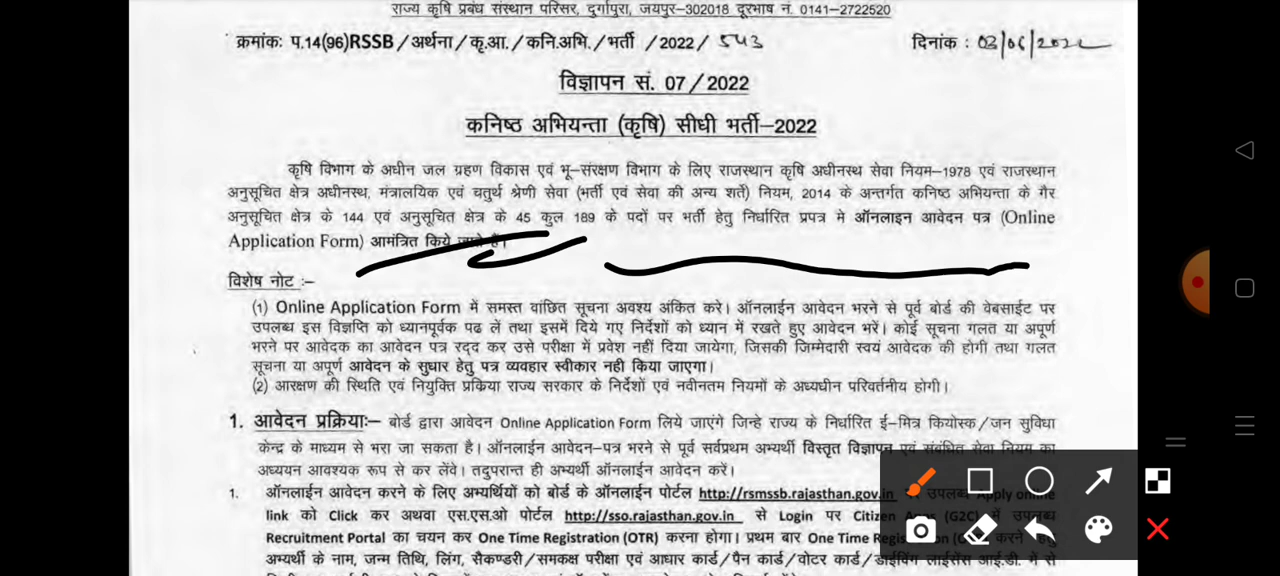 राज्य कृषि प्रबंध संस्थान परिसर, दुर्गापुरा, जयपुर–302018 दूरभाष नं. 0141–2722520
क्रमांकः प.14(96)RSSB/अर्थना/कृ.आ./कनि.अभि./भर्ती /2022/ 543 दिनांक : 03/06/2022
विज्ञापन सं. 07/2022
कनिष्ठ अभियन्ता (कृषि) सीधी भर्ती–2022
कृषि विभाग के अधीन जल ग्रहण विकास एवं भू–संरक्षण विभाग के लिए राजस्थान कृषि अधीनस्थ सेवा नियम–1978 एवं राजस्थान
अनुसूचित क्षेत्र अधीनस्थ, मंत्रालयिक एवं चतुर्थ श्रेणी सेवा (भर्ती एवं सेवा की अन्य शर्ते) नियम, 2014 के अन्तर्गत कनिष्ठ अभियन्ता के गैर
अनुसूचित क्षेत्र के 144 एवं अनुसूचित क्षेत्र के 45 कुल 189 के पदों पर भर्ती हेतु निर्धारित प्रपत्र मे ऑनलाइन आवेदन पत्र (Online
Application Form) आमंत्रित किये जाते हैं।
विशेष नोट :–
(1) Online Application Form में समस्त वांछित सूचना अवश्य अंकित करे। ऑनलाईन आवेदन भरने से पूर्व बोर्ड की वेबसाईट पर
उपलब्ध इस विज्ञप्ति को ध्यानपूर्वक पढ लें तथा इसमें दिये गए निर्देशों को ध्यान में रखते हुए आवेदन भरें। कोई सूचना गलत या अपूर्ण
भरने पर आवेदक का आवेदन पत्र रद्द कर उसे परीक्षा में प्रवेश नहीं दिया जायेगा, जिसकी जिम्मेदारी स्वयं आवेदक की होगी तथा गलत
सूचना या अपूर्ण आवेदन के सुधार हेतु पत्र व्यवहार स्वीकार नही किया जाएगा।
(2) आरक्षण की स्थिति एवं नियुक्ति प्रकिया राज्य सरकार के निर्देशों एवं नवीनतम नियमों के अध्यधीन परिवर्तनीय होगी।
1. आवेदन प्रक्रियाः– बोर्ड द्वारा आवेदन Online Application Form लिये जाएंगे जिन्हे राज्य के निर्धारित ई–मित्र कियोस्क/जन सुविधा
केन्द्र के माध्यम से भरा जा सकता है। ऑनलाईन आवेदन–पत्र भरने से पूर्व सर्वप्रथम अभ्यर्थी विस्तृत विज्ञापन एवं संबंधित सेवा नियम का
अध्ययन आवश्यक रूप से कर लेंवे। तदुपरान्त ही अभ्यर्थी ऑनलाईन आवेदन करें।
1. ऑनलाईन आवेदन करने के लिए अभ्यर्थियों को बोर्ड के ऑनलाईन पोर्टल http://rsmssb.rajasthan.gov.in पर उपलब्ध Apply online
link को Click कर अथवा एस.एस.ओ पोर्टल http://sso.rajasthan.gov.in से Login पर Citizen (G2C) में उपलब्ध
Recruitment Portal का चयन कर One Time Registration (OTR) करना होगा। प्रथम बार One Time करने हेतु
अभ्यर्थी के नाम, जन्म तिथि, लिंग, सैकण्डरी/समकक्ष परीक्षा एवं आधार कार्ड/पैन कार्ड/वोटर कार्ड/ड्राईविंग लाईसेंस आई.डी. में से